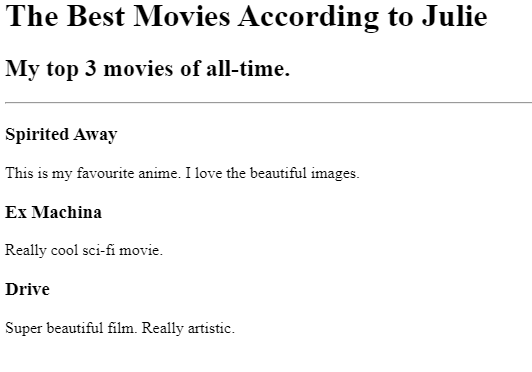 The Best Movies According to Julie
My top 3 movies of all-time.
Spirited Away
This is my favourite anime. I love the beautiful images.
Ex Machina
Really cool sci-fi movie.
Drive
Super beautiful film. Really artistic.